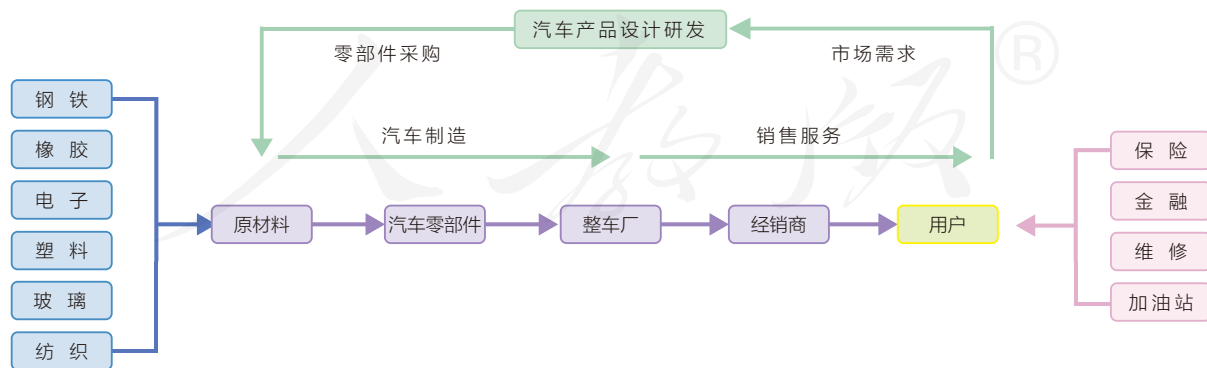 汽车产品设计研发
零部件采购
市场需求
汽车制造
销售服务
钢铁
橡胶
电子
塑料
玻璃
纺织
原材料
汽车零部件
整车厂
经销商
用户
保险
金融
维修
加油站
人教版®